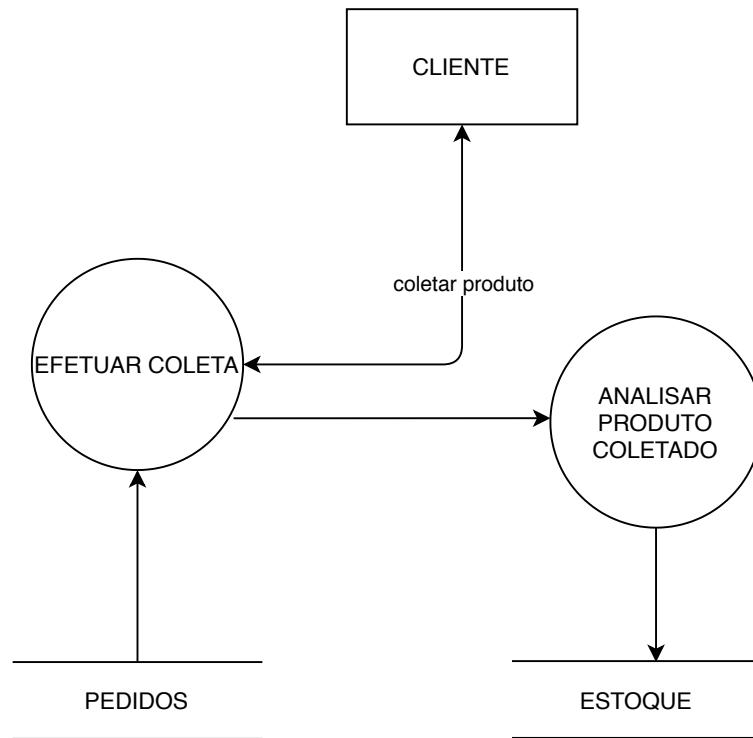 CLIENTE
coletar produto
EFETUAR COLETA
ANALISAR
PRODUTO
COLETADO
PEDIDOS
ESTOQUE